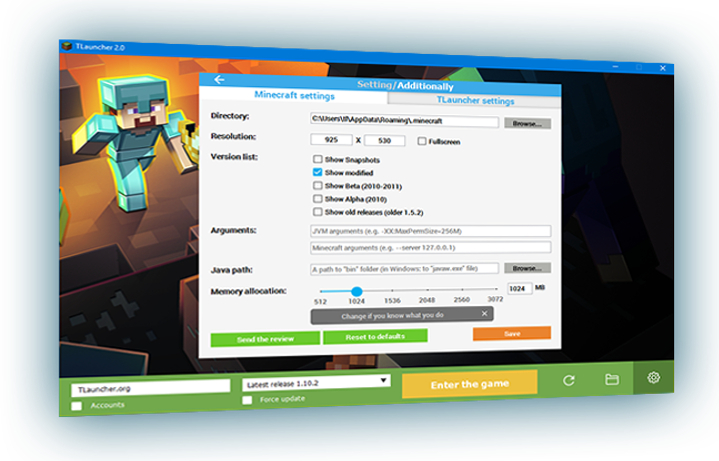 TLauncher 2.0
Setting/Additionally
Minecraft settings
TLauncher settings
Directory:
C:\Users\ll\AppData\Roaming\.minecraft
Browse...
Resolution:
925 X 530
Fullscreen
Version list:
Show Snapshots
Show modified
Show Beta (2010-2011)
Show Alpha (2010)
Show old releases (older 1.5.2)
Arguments:
JVM arguments (e.g. -XX:MaxPermSize=256M)
Minecraft arguments (e.g. --server 127.0.0.1)
Java path:
A path to "bin" folder (in Windows: to "javaw.exe" file)
Browse...
Memory allocation:
512 1024 1536 2048 2560 3072
1024 MB
Change if you know what you do
Send the review
Reset to defaults
Save
TLauncher.org
Accounts
Latest release 1.10.2
Force update
Enter the game